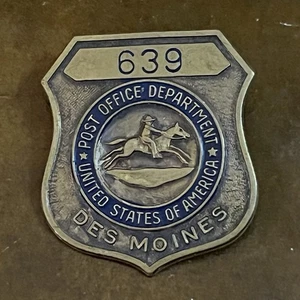 639
★ POST OFFICE DEPARTMENT ★
UNITED STATES OF AMERICA
DES MOINES